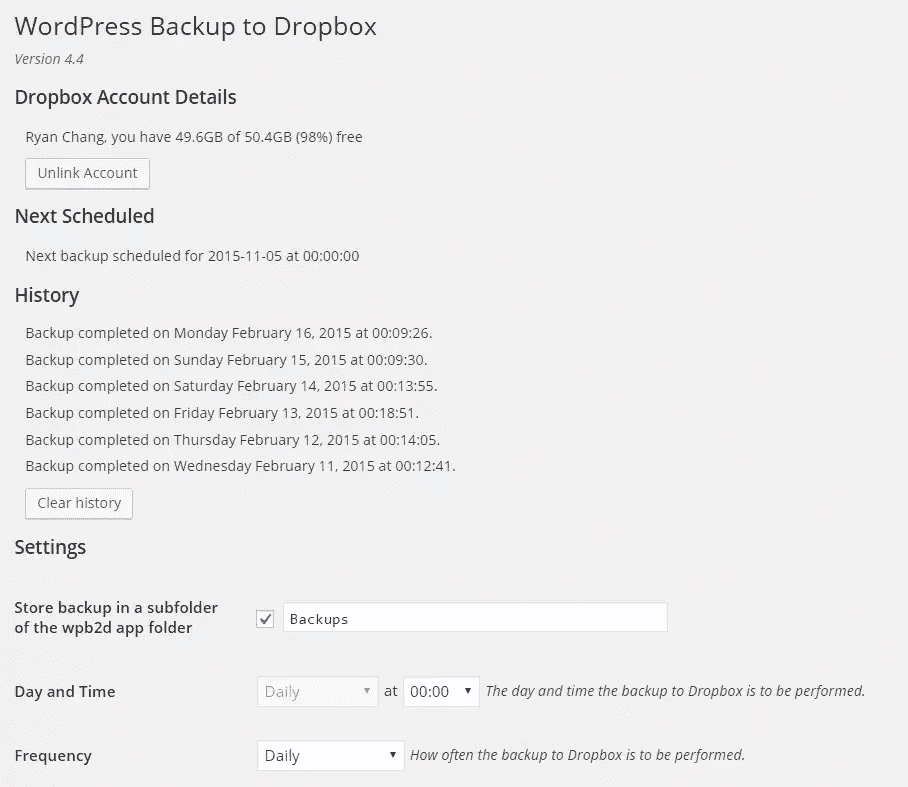 WordPress Backup to Dropbox
Version 4.4
Dropbox Account Details
Ryan Chang, you have 49.6GB of 50.4GB (98%) free
Unlink Account
Next Scheduled
Next backup scheduled for 2015-11-05 at 00:00:00
History
Backup completed on Monday February 16, 2015 at 00:09:26.
Backup completed on Sunday February 15, 2015 at 00:09:30.
Backup completed on Saturday February 14, 2015 at 00:13:55.
Backup completed on Friday February 13, 2015 at 00:18:51.
Backup completed on Thursday February 12, 2015 at 00:14:05.
Backup completed on Wednesday February 11, 2015 at 00:12:41.
Clear history
Settings
Store backup in a subfolder
of the wpb2d app folder
Backups
Day and Time Daily at 00:00 The day and time the backup to Dropbox is to be performed.
Frequency Daily How often the backup to Dropbox is to be performed.